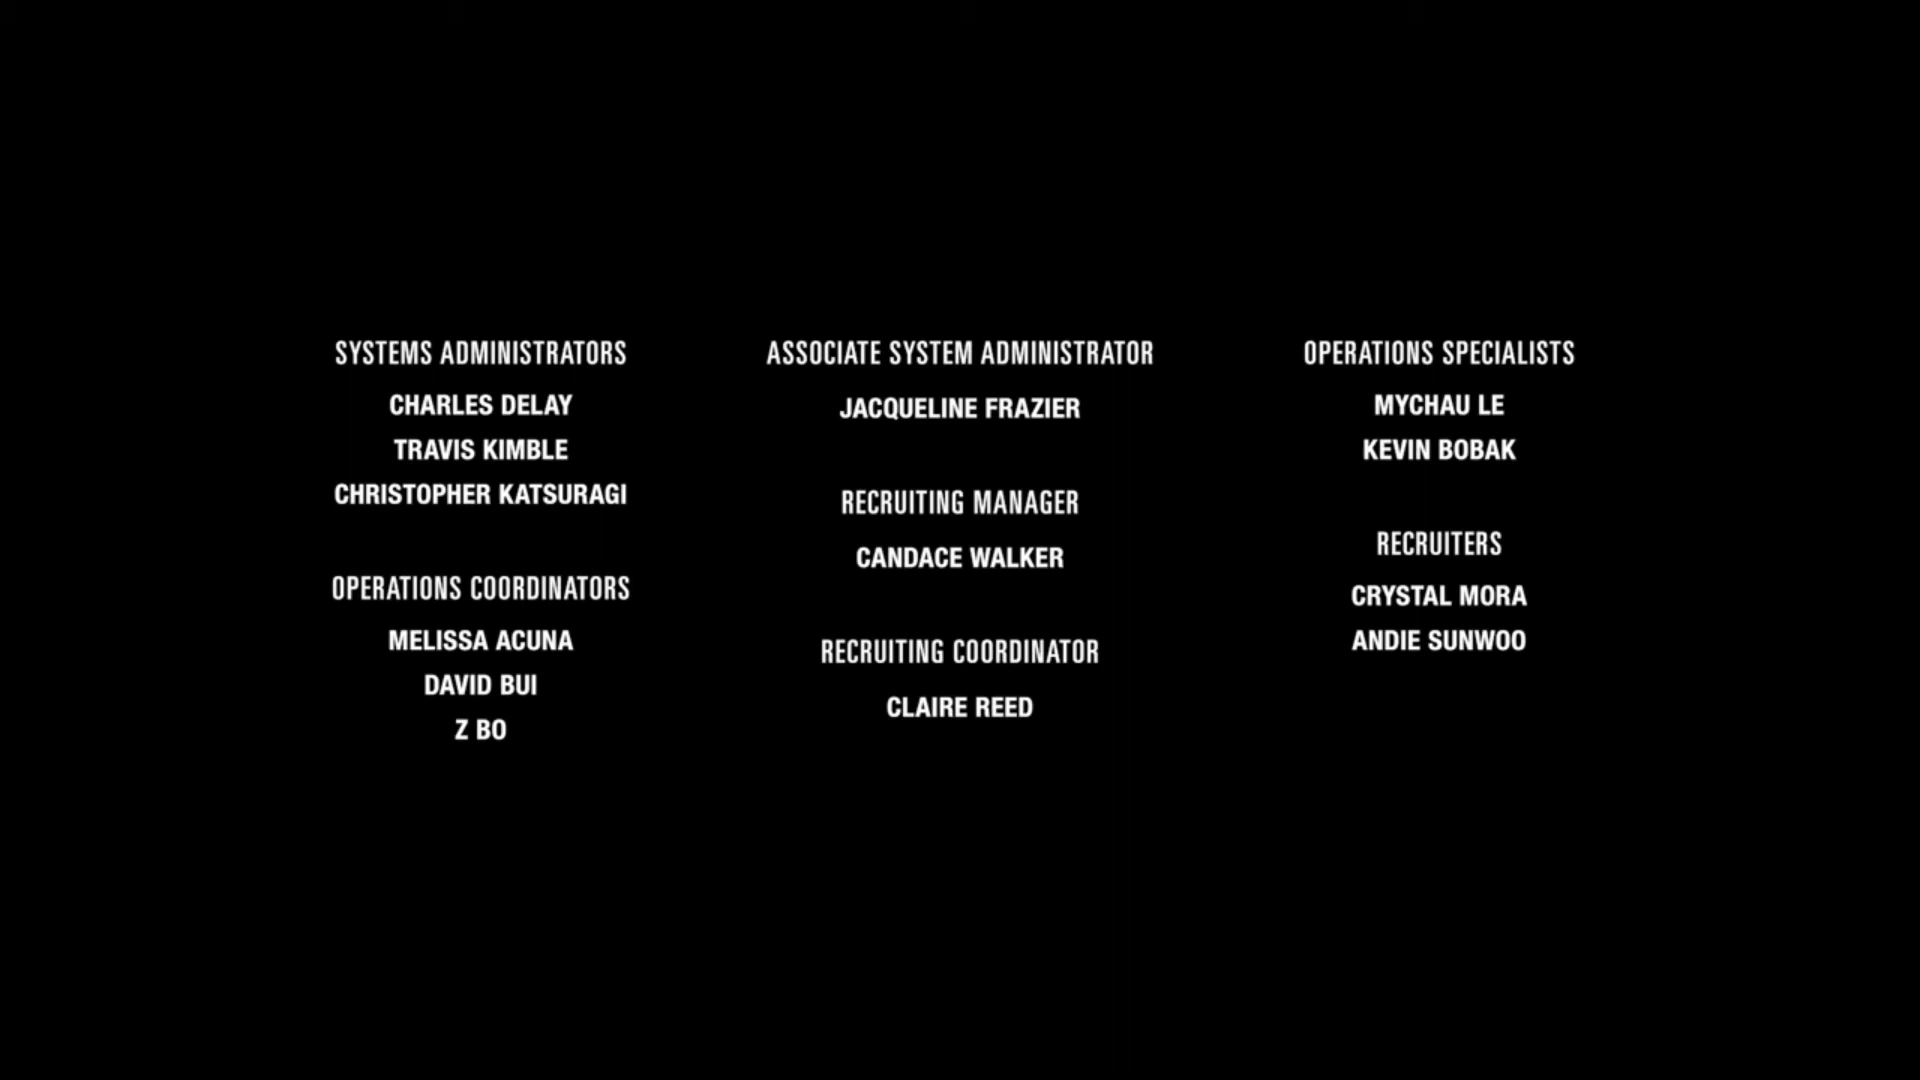 SYSTEMS ADMINISTRATORS
CHARLES DELAY
TRAVIS KIMBLE
CHRISTOPHER KATSURAGI
OPERATIONS COORDINATORS
MELISSA ACUNA
DAVID BUI
Z BO
ASSOCIATE SYSTEM ADMINISTRATOR
JACQUELINE FRAZIER
RECRUITING MANAGER
CANDACE WALKER
RECRUITING COORDINATOR
CLAIRE REED
OPERATIONS SPECIALISTS
MYCHAU LE
KEVIN BOBAK
RECRUITERS
CRYSTAL MORA
ANDIE SUNWOO